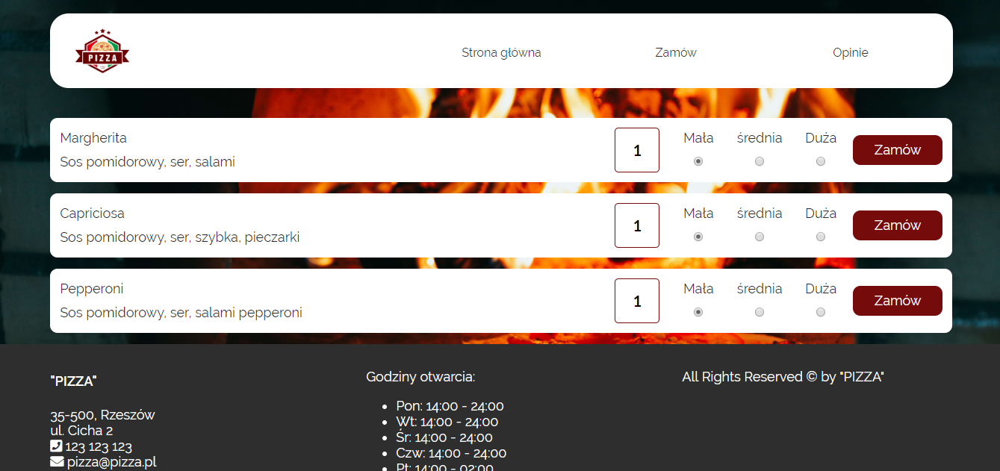 PIZZA
Strona główna Zamów Opinie
Margherita
Sos pomidorowy, ser, salami
1 Mała średnia Duża Zamów
Capriciosa
Sos pomidorowy, ser, szybka, pieczarki
1 Mała średnia Duża Zamów
Pepperoni
Sos pomidorowy, ser, salami pepperoni
1 Mała średnia Duża Zamów
"PIZZA"
35-500, Rzeszów
ul. Cicha 2
123 123 123
pizza@pizza.pl
Godziny otwarcia:
Pon: 14:00 - 24:00
Wt: 14:00 - 24:00
Śr: 14:00 - 24:00
Czw: 14:00 - 24:00
Pt: 14:00 - 02:00
All Rights Reserved © by "PIZZA"